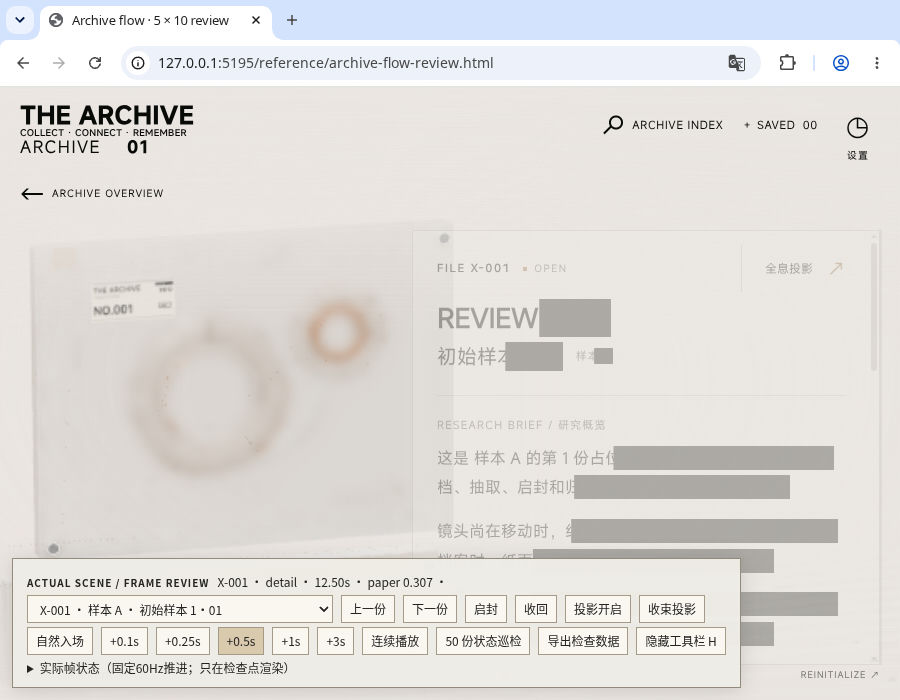 Archive flow · 5 × 10 review
127.0.0.1:5195/reference/archive-flow-review.html
THE ARCHIVE
COLLECT · CONNECT · REMEMBER
ARCHIVE 01
ARCHIVE INDEX
+ SAVED 00
设置
ARCHIVE OVERVIEW
THE ARCHIVE
NO.001
FILE X-001 ▪ OPEN
全息投影
REVIEW
初始样本
样本
RESEARCH BRIEF / 研究概览
这是 样本 A 的第 1 份占位
档、抽取、启封和归
镜头尚在移动时，
ACTUAL SCENE / FRAME REVIEW X-001 · detail · 12.50s · paper 0.307 ·
X-001 · 样本 A · 初始样本 1 · 01
上一份
下一份
启封
收回
投影开启
收束投影
自然入场
+0.1s
+0.25s
+0.5s
+1s
+3s
连续播放
50 份状态巡检
导出检查数据
隐藏工具栏 H
▶ 实际帧状态（固定60Hz推进；只在检查点渲染）
REINITIALIZE ↗